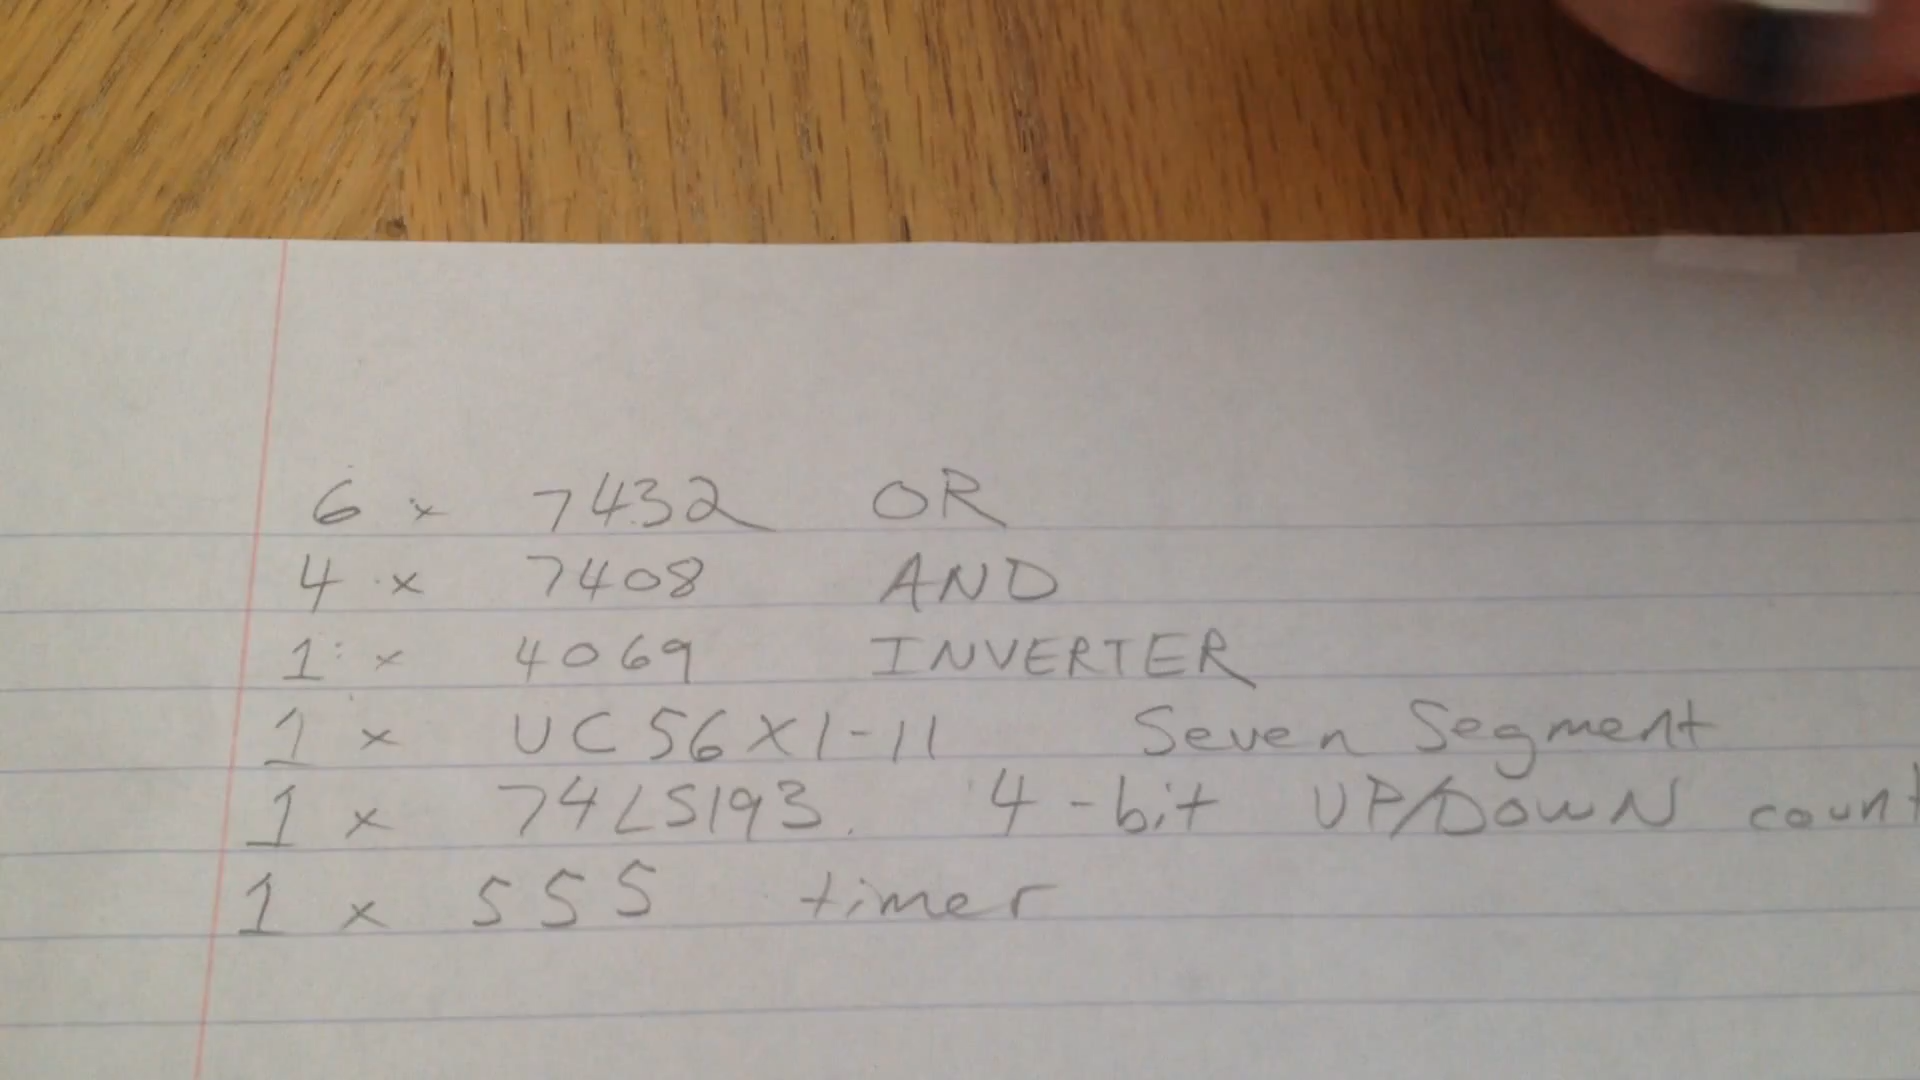 6 x 7432 OR
4 x 7408 AND
1 x 4069 INVERTER
1 x UC56X1-11 Seven Segment
1 x 74LS193. 4-bit UP/DOWN count
1 x 555 timer